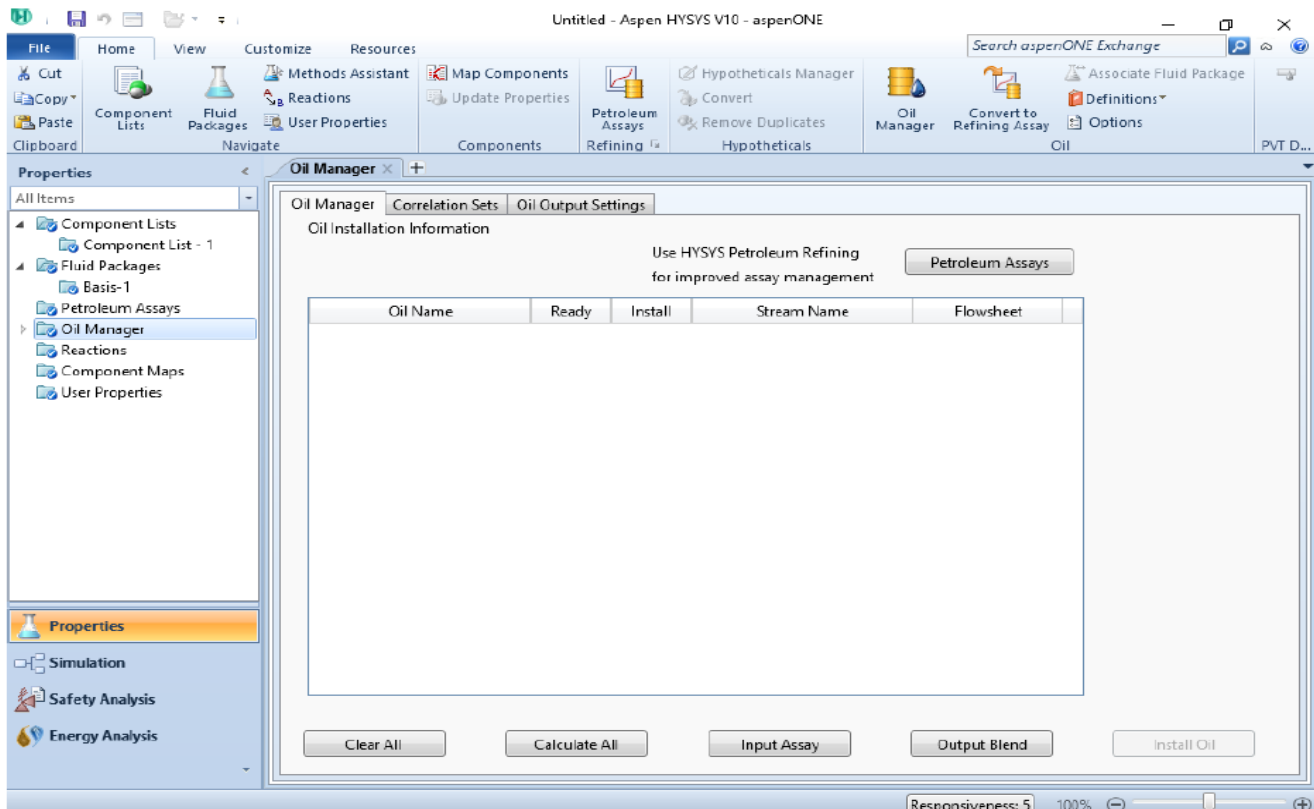 Untitled - Aspen HYSYS V10 - aspenONE
File Home View Customize Resources Search aspenONE Exchange
Cut
Copy
Paste
Clipboard
Component Lists
Fluid Packages
Methods Assistant
Reactions
User Properties
Navigate
Map Components
Update Properties
Components
Petroleum Assays
Refining
Hypotheticals Manager
Convert
Remove Duplicates
Hypotheticals
Oil Manager
Convert to Refining Assay
Associate Fluid Package
Definitions
Options
Oil
PVT D...
Properties
All Items
Component Lists
Component List - 1
Fluid Packages
Basis-1
Petroleum Assays
Oil Manager
Reactions
Component Maps
User Properties
Properties
Simulation
Safety Analysis
Energy Analysis
Oil Manager
Oil Manager Correlation Sets Oil Output Settings
Oil Installation Information
Use HYSYS Petroleum Refining
for improved assay management
Petroleum Assays
Oil Name Ready Install Stream Name Flowsheet
Clear All Calculate All Input Assay Output Blend Install Oil
Responsiveness: 5 100%